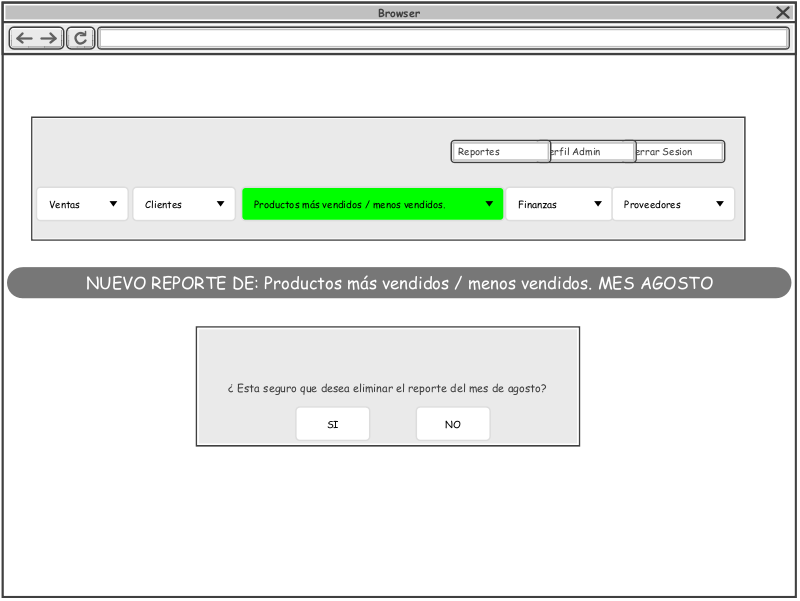 Browser
Reportes erfil Admin errar Sesion
Ventas Clientes Productos más vendidos / menos vendidos. Finanzas Proveedores
NUEVO REPORTE DE: Productos más vendidos / menos vendidos. MES AGOSTO
¿ Esta seguro que desea eliminar el reporte del mes de agosto?
SI NO